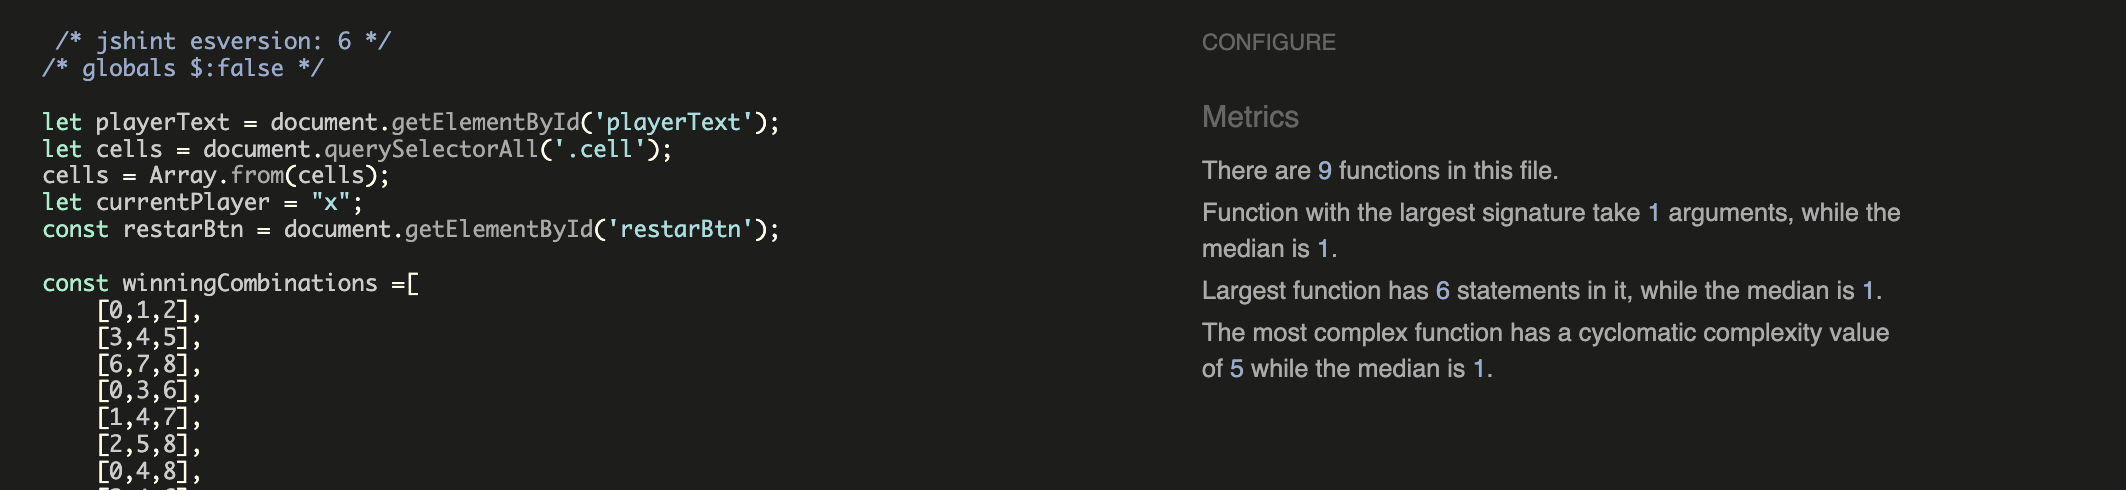 /* jshint esversion: 6 */
/* globals $:false */
let playerText = document.getElementById('playerText');
let cells = document.querySelectorAll('.cell');
cells = Array.from(cells);
let currentPlayer = "x";
const restarBtn = document.getElementById('restarBtn');
const winningCombinations =[
[0,1,2],
[3,4,5],
[6,7,8],
[0,3,6],
[1,4,7],
[2,5,8],
[0,4,8],
CONFIGURE
Metrics
There are 9 functions in this file.
Function with the largest signature take 1 arguments, while the
median is 1.
Largest function has 6 statements in it, while the median is 1.
The most complex function has a cyclomatic complexity value
of 5 while the median is 1.